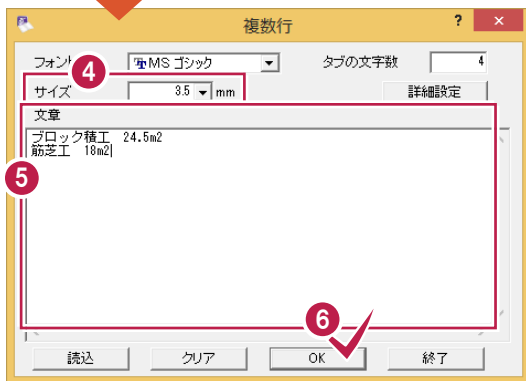 複数行 ? ×
フォント MS ゴシック タブの文字数 4
4
サイズ 3.5 mm 詳細設定
文章
ブロック積工 24.5m2
筋芝工 18m2
5
6
読込 クリア OK 終了